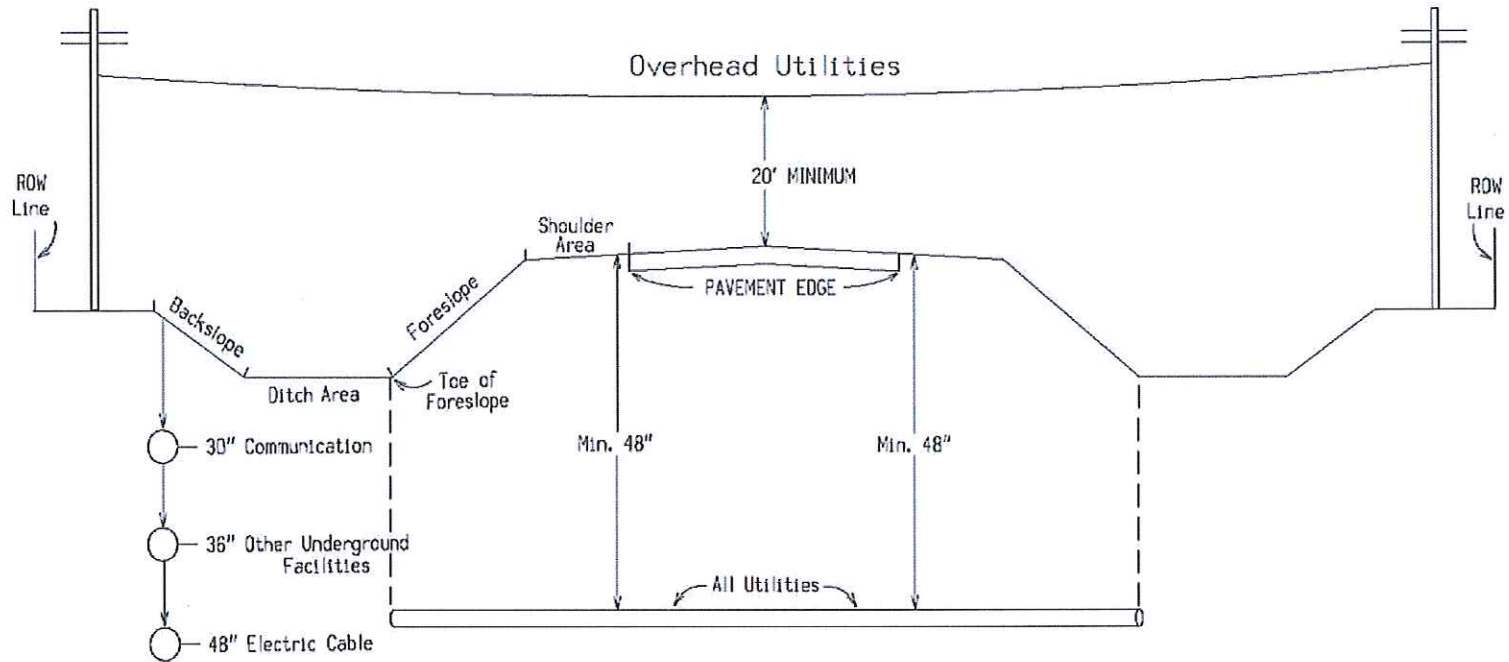 Overhead Utilities
20' MINIMUM
ROW
Line
ROW
Line
Shoulder
Area
PAVEMENT EDGE
Backslope
Foreslope
Ditch Area
Toe of
Foreslope
Min. 48"
Min. 48"
30" Communication
36" Other Underground
Facilities
All Utilities
48" Electric Cable